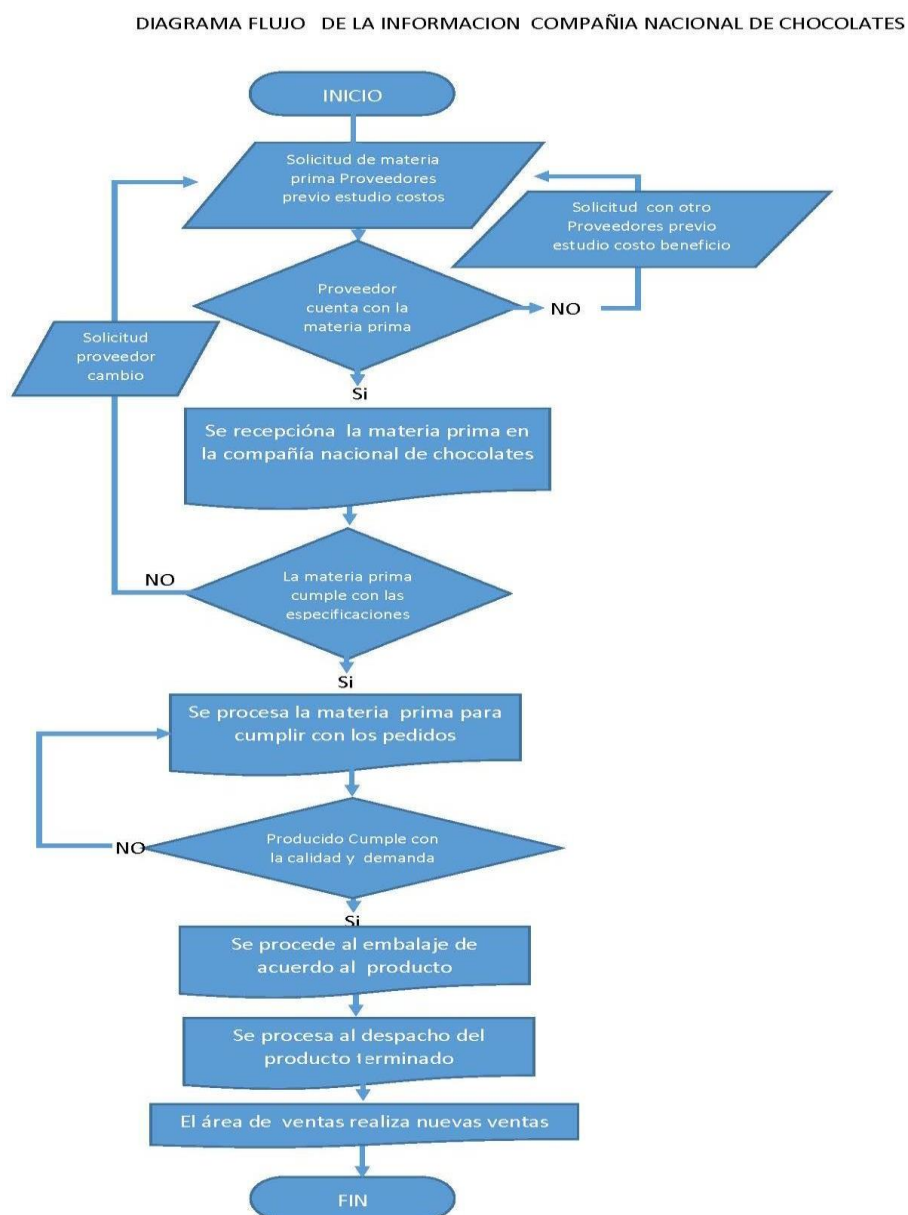 DIAGRAMA FLUJO DE LA INFORMACION COMPAÑIA NACIONAL DE CHOCOLATES
INICIO
Solicitud de materia
prima Proveedores
previo estudio costos
Solicitud con otro
Proveedores previo
estudio costo beneficio
Proveedor
cuenta con la
materia prima
NO
Solicitud
proveedor
cambio
Si
Se recepcióna la materia prima en
la compañía nacional de chocolates
NO
La materia prima
cumple con las
especificaciones
Si
Se procesa la materia prima para
cumplir con los pedidos
NO
Producido Cumple con
la calidad y demanda
Si
Se procede al embalaje de
acuerdo al producto
Se procesa al despacho del
producto terminado
El área de ventas realiza nuevas ventas
FIN